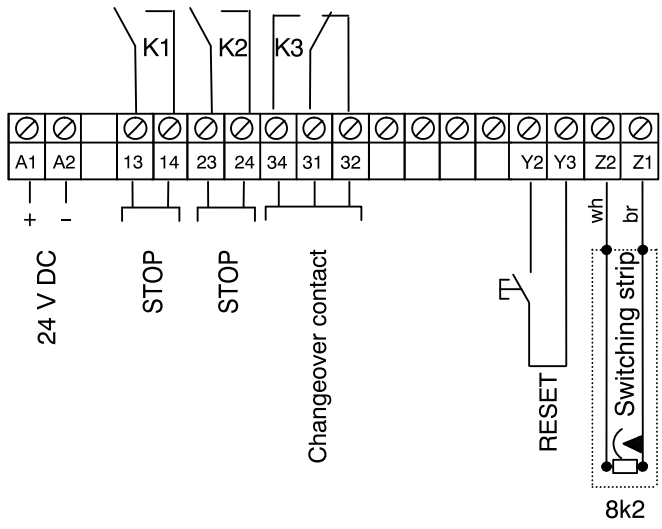 K1 K2 K3
A1 A2 13 14 23 24 34 31 32 Y2 Y3 Z2 Z1
+ −
wh br
24 V DC
STOP
STOP
Changeover contact
RESET
Switching strip
8k2